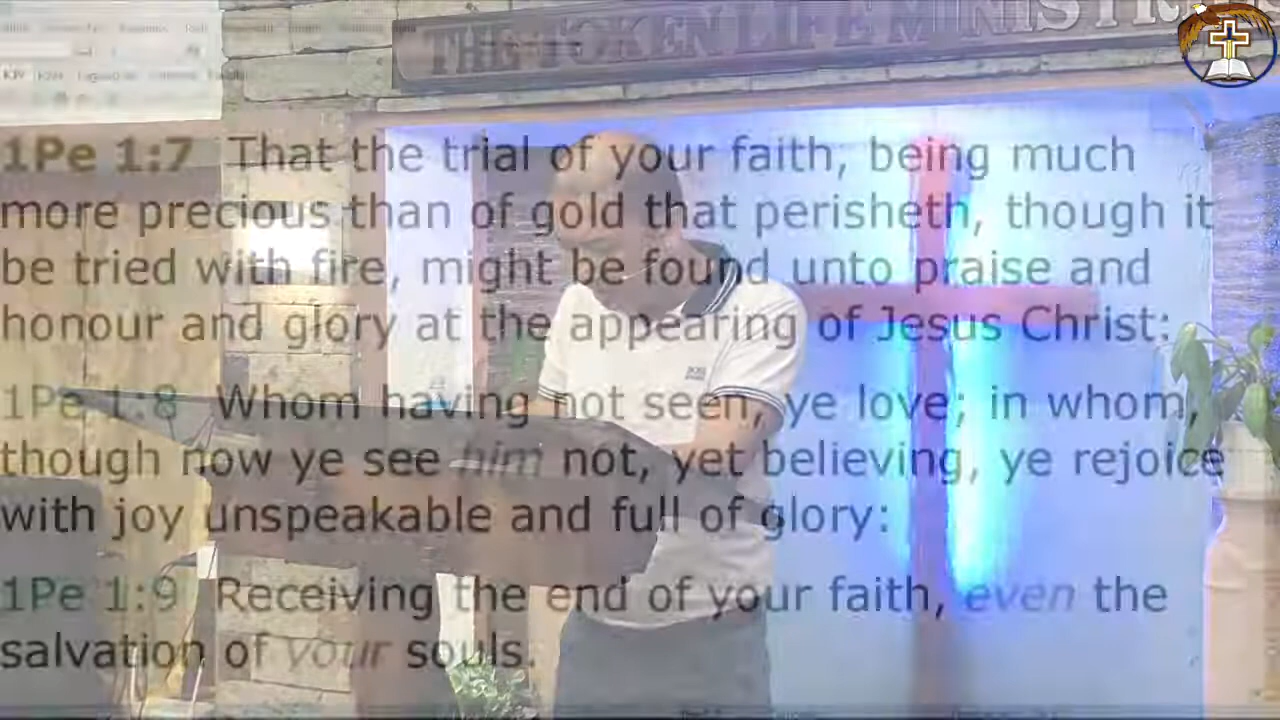 THE TOKEN LIFE MINISTRIES
1Pe 1:7 That the trial of your faith, being much
more precious than of gold that perisheth, though it
be tried with fire, might be found unto praise and
honour and glory at the appearing of Jesus Christ:
1Pe 1:8 Whom having not seen, ye love; in whom,
though now ye see him not, yet believing, ye rejoice
with joy unspeakable and full of glory:
1Pe 1:9 Receiving the end of your faith, even the
salvation of your souls.